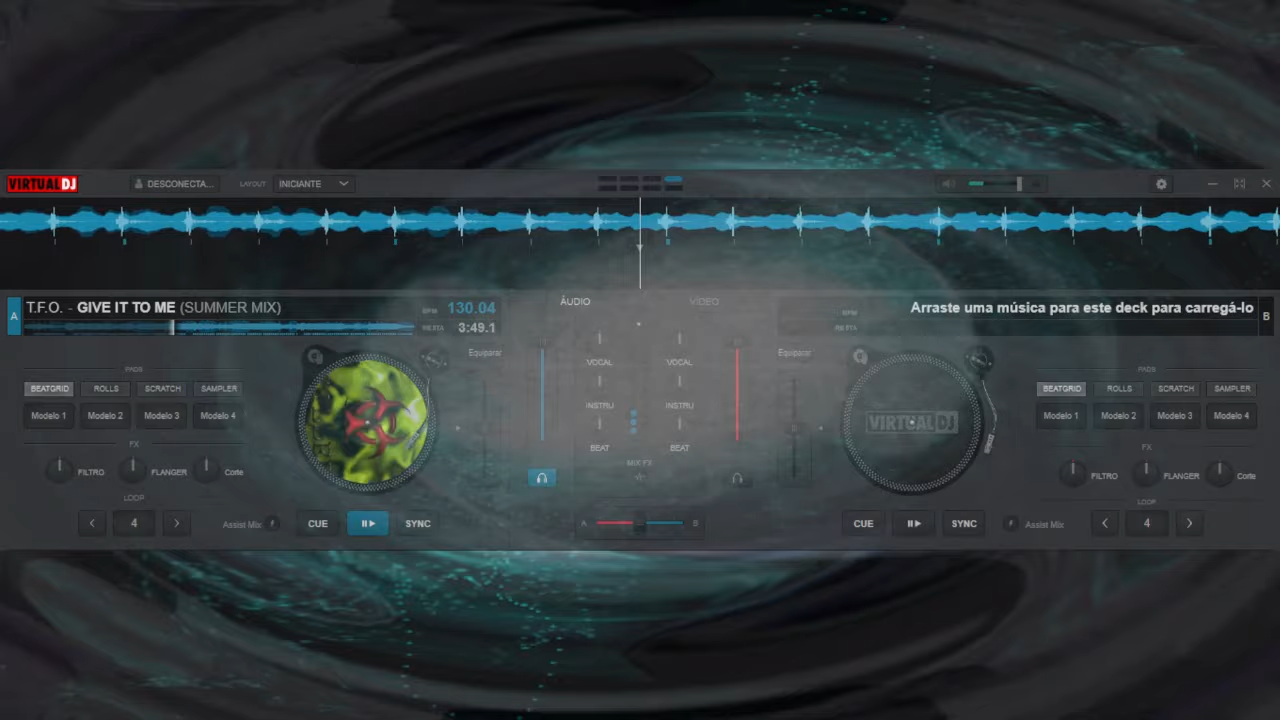 VIRTUAL DJ
DESCONECTA...
LAYOUT
INICIANTE
A
T.F.O. - GIVE IT TO ME (SUMMER MIX)
BPM 130.04
RESTA 3:49.1
ÁUDIO
VÍDEO
BPM
RESTA
Arraste uma música para este deck para carregá-lo
B
Equiparar
Equiparar
VOCAL
VOCAL
INSTRU
INSTRU
BEAT
BEAT
MIX FX
PADS
BEATGRID ROLLS SCRATCH SAMPLER
Modelo 1 Modelo 2 Modelo 3 Modelo 4
FX
FILTRO FLANGER Corte
LOOP
4
Assist Mix
CUE
SYNC
A
B
VIRTUAL DJ
PADS
BEATGRID ROLLS SCRATCH SAMPLER
Modelo 1 Modelo 2 Modelo 3 Modelo 4
FX
FILTRO FLANGER Corte
LOOP
CUE
SYNC
Assist Mix
4